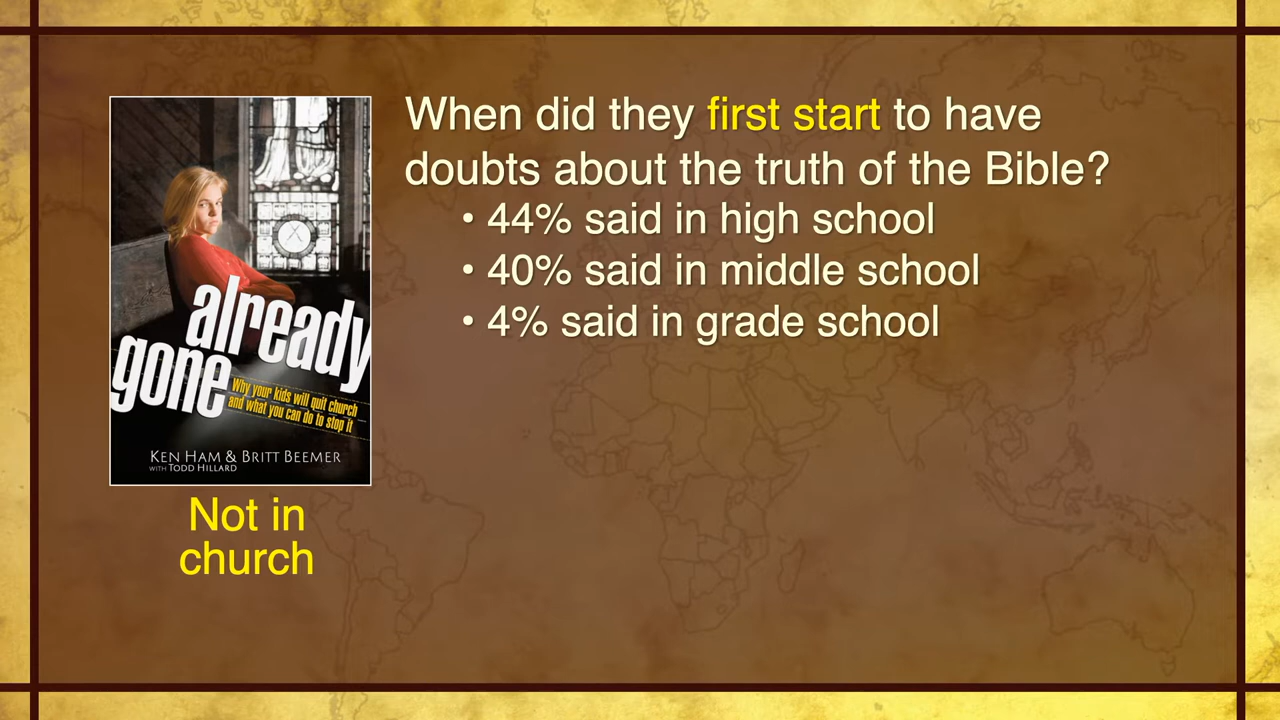 When did they first start to have
doubts about the truth of the Bible?
• 44% said in high school
• 40% said in middle school
• 4% said in grade school
already
gone
Why your kids will quit church
and what you can do to stop it
KEN HAM & BRITT BEEMER
WITH TODD HILLARD
Not in
church